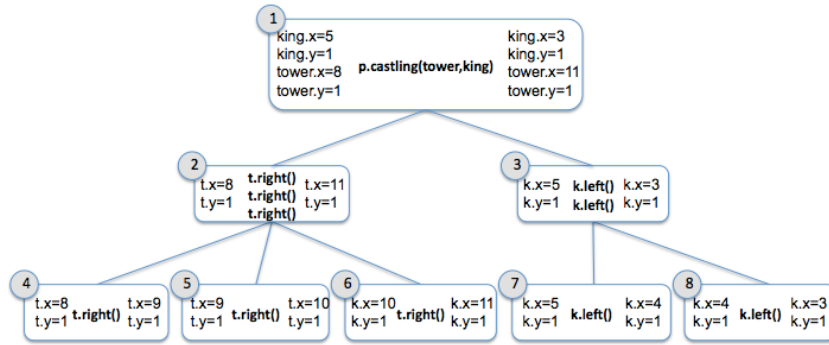 1
king.x=5 king.x=3
king.y=1 king.y=1
tower.x=8 p.castling(tower,king) tower.x=11
tower.y=1 tower.y=1
2
t.x=8 t.right() t.x=11
t.y=1 t.right() t.y=1
t.right()
3
k.x=5 k.left() k.x=3
k.y=1 k.left() k.y=1
4
t.x=8 t.x=9
t.y=1 t.right() t.y=1
5
t.x=9 t.x=10
t.y=1 t.right() t.y=1
6
k.x=10 k.x=11
k.y=1 t.right() k.y=1
7
k.x=5 k.x=4
k.y=1 k.left() k.y=1
8
k.x=4 k.x=3
k.y=1 k.left() k.y=1